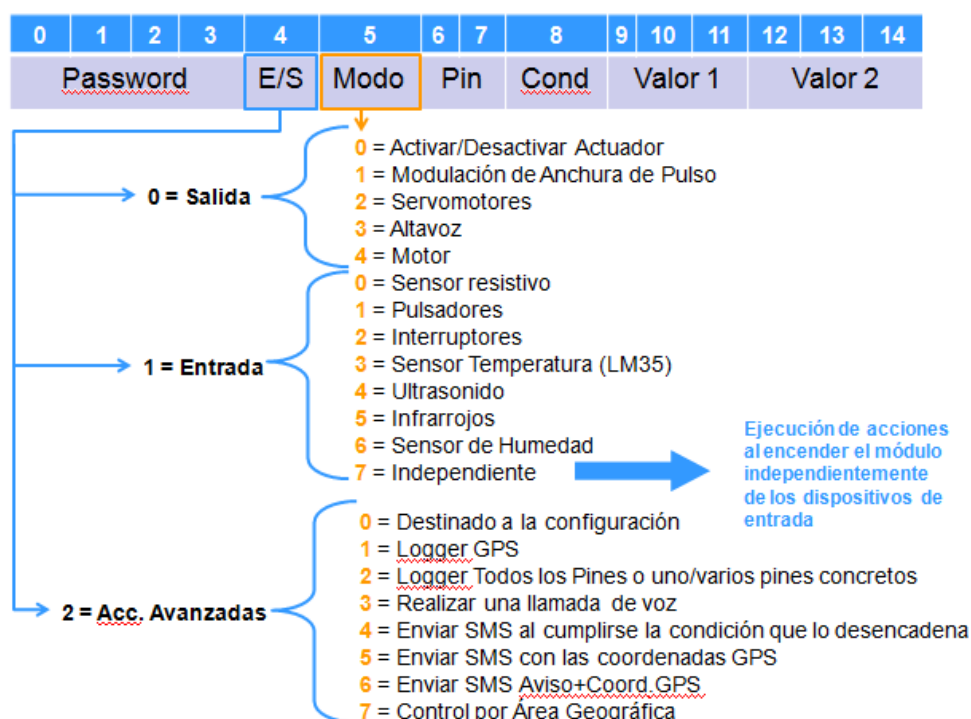 0 1 2 3 4 5 6 7 8 9 10 11 12 13 14
Password E/S Modo Pin Cond Valor 1 Valor 2
0 = Salida
0 = Activar/Desactivar Actuador
1 = Modulación de Anchura de Pulso
2 = Servomotores
3 = Altavoz
4 = Motor
1 = Entrada
0 = Sensor resistivo
1 = Pulsadores
2 = Interruptores
3 = Sensor Temperatura (LM35)
4 = Ultrasonido
5 = Infrarrojos
6 = Sensor de Humedad
7 = Independiente
Ejecución de acciones
al encender el módulo
independientemente
de los dispositivos de
entrada
2 = Acc. Avanzadas
0 = Destinado a la configuración
1 = Logger GPS
2 = Logger Todos los Pines o uno/varios pines concretos
3 = Realizar una llamada de voz
4 = Enviar SMS al cumplirse la condición que lo desencadena
5 = Enviar SMS con las coordenadas GPS
6 = Enviar SMS Aviso+Coord.GPS
7 = Control por Área Geográfica